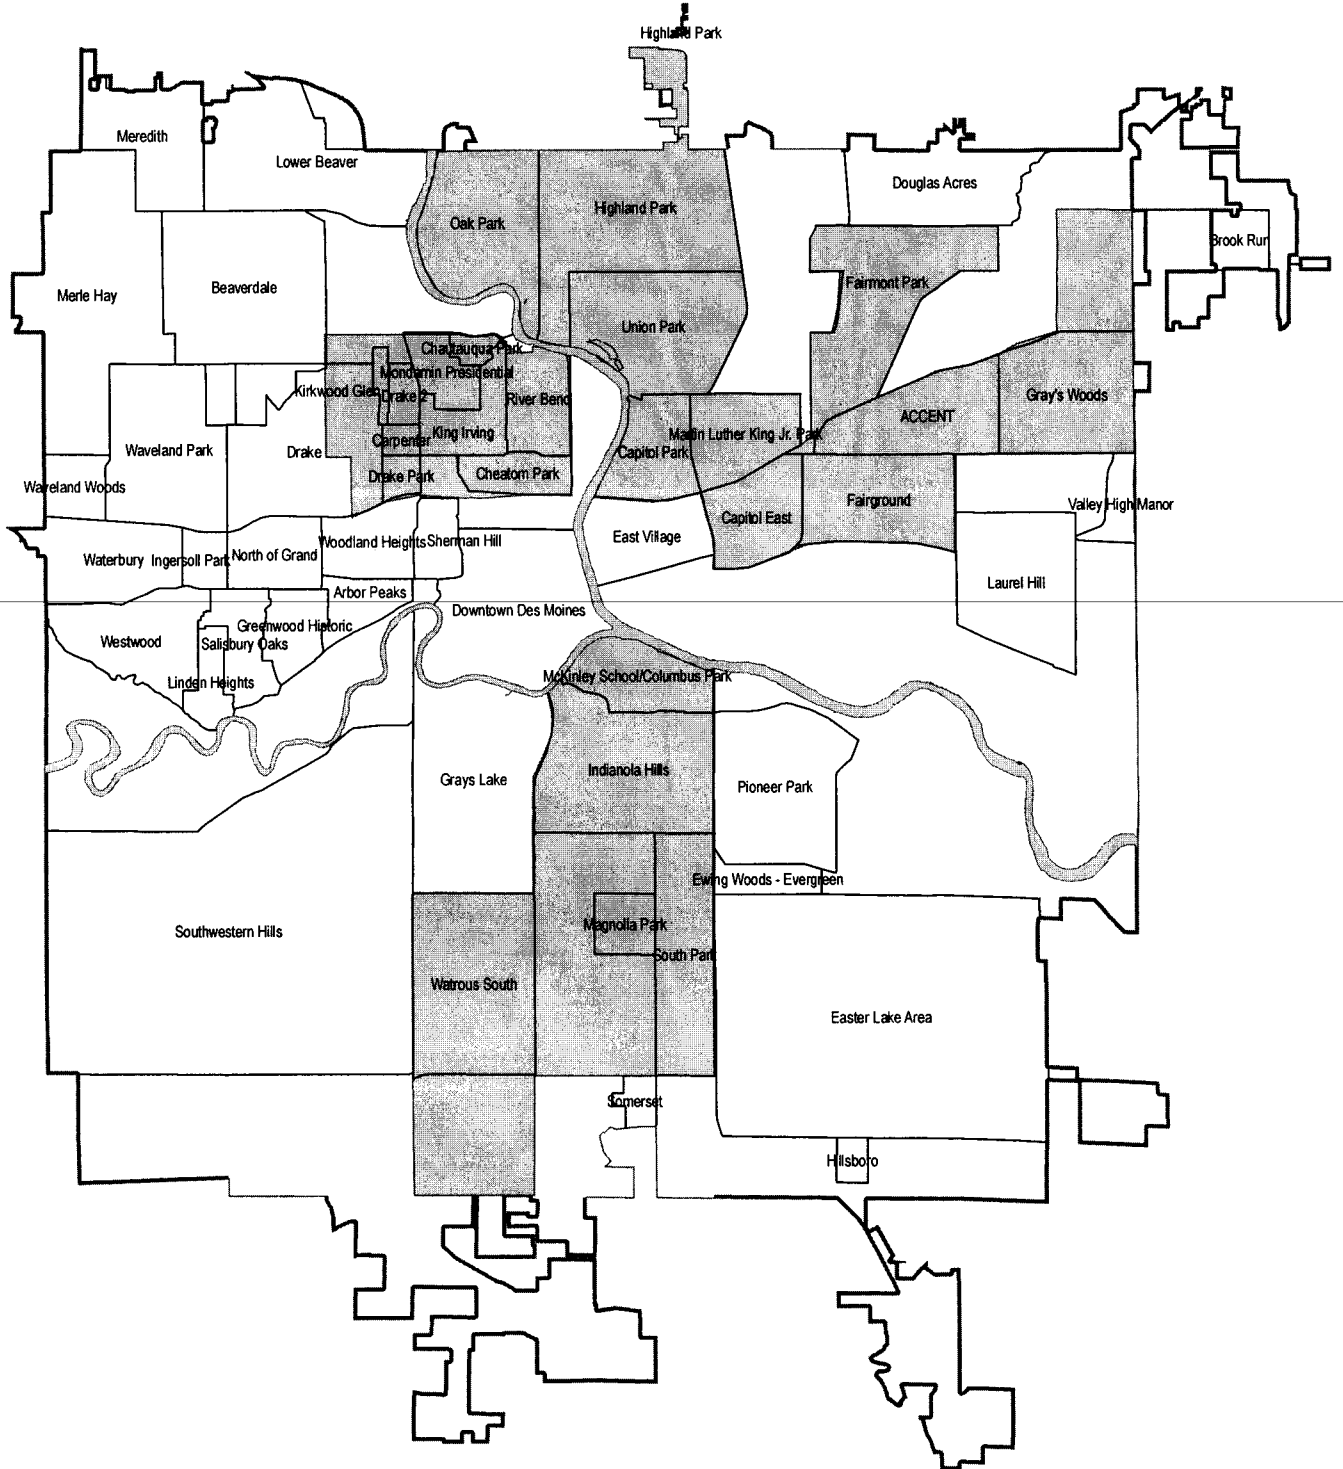 Highland Park
Meredith
Lower Beaver
Douglas Acres
Highland Park
Oak Park
Brook Run
Fairmont Park
Beaverdale
Merle Hay
Union Park
Chautauqua Park
Mondamin Presidential
Kirkwood Glen
Drake 2
River Bend
Gray's Woods
ACCENT
King Irving
Martin Luther King Jr. Park
Carpenter
Waveland Park
Drake
Capitol Park
Drake Park
Cheatom Park
Waveland Woods
Fairground
Valley High Manor
Capitol East
East Village
Woodland Heights
Sherman Hill
North of Grand
Waterbury
Ingersoll Park
Laurel Hill
Arbor Peaks
Downtown Des Moines
Greenwood Historic
Westwood
Salisbury Oaks
McKinley School/Columbus Park
Linden Heights
Indianola Hills
Grays Lake
Pioneer Park
Ewing Woods - Evergreen
Magnolia Park
Southwestern Hills
South Park
Watrous South
Easter Lake Area
Somerset
Hillsboro